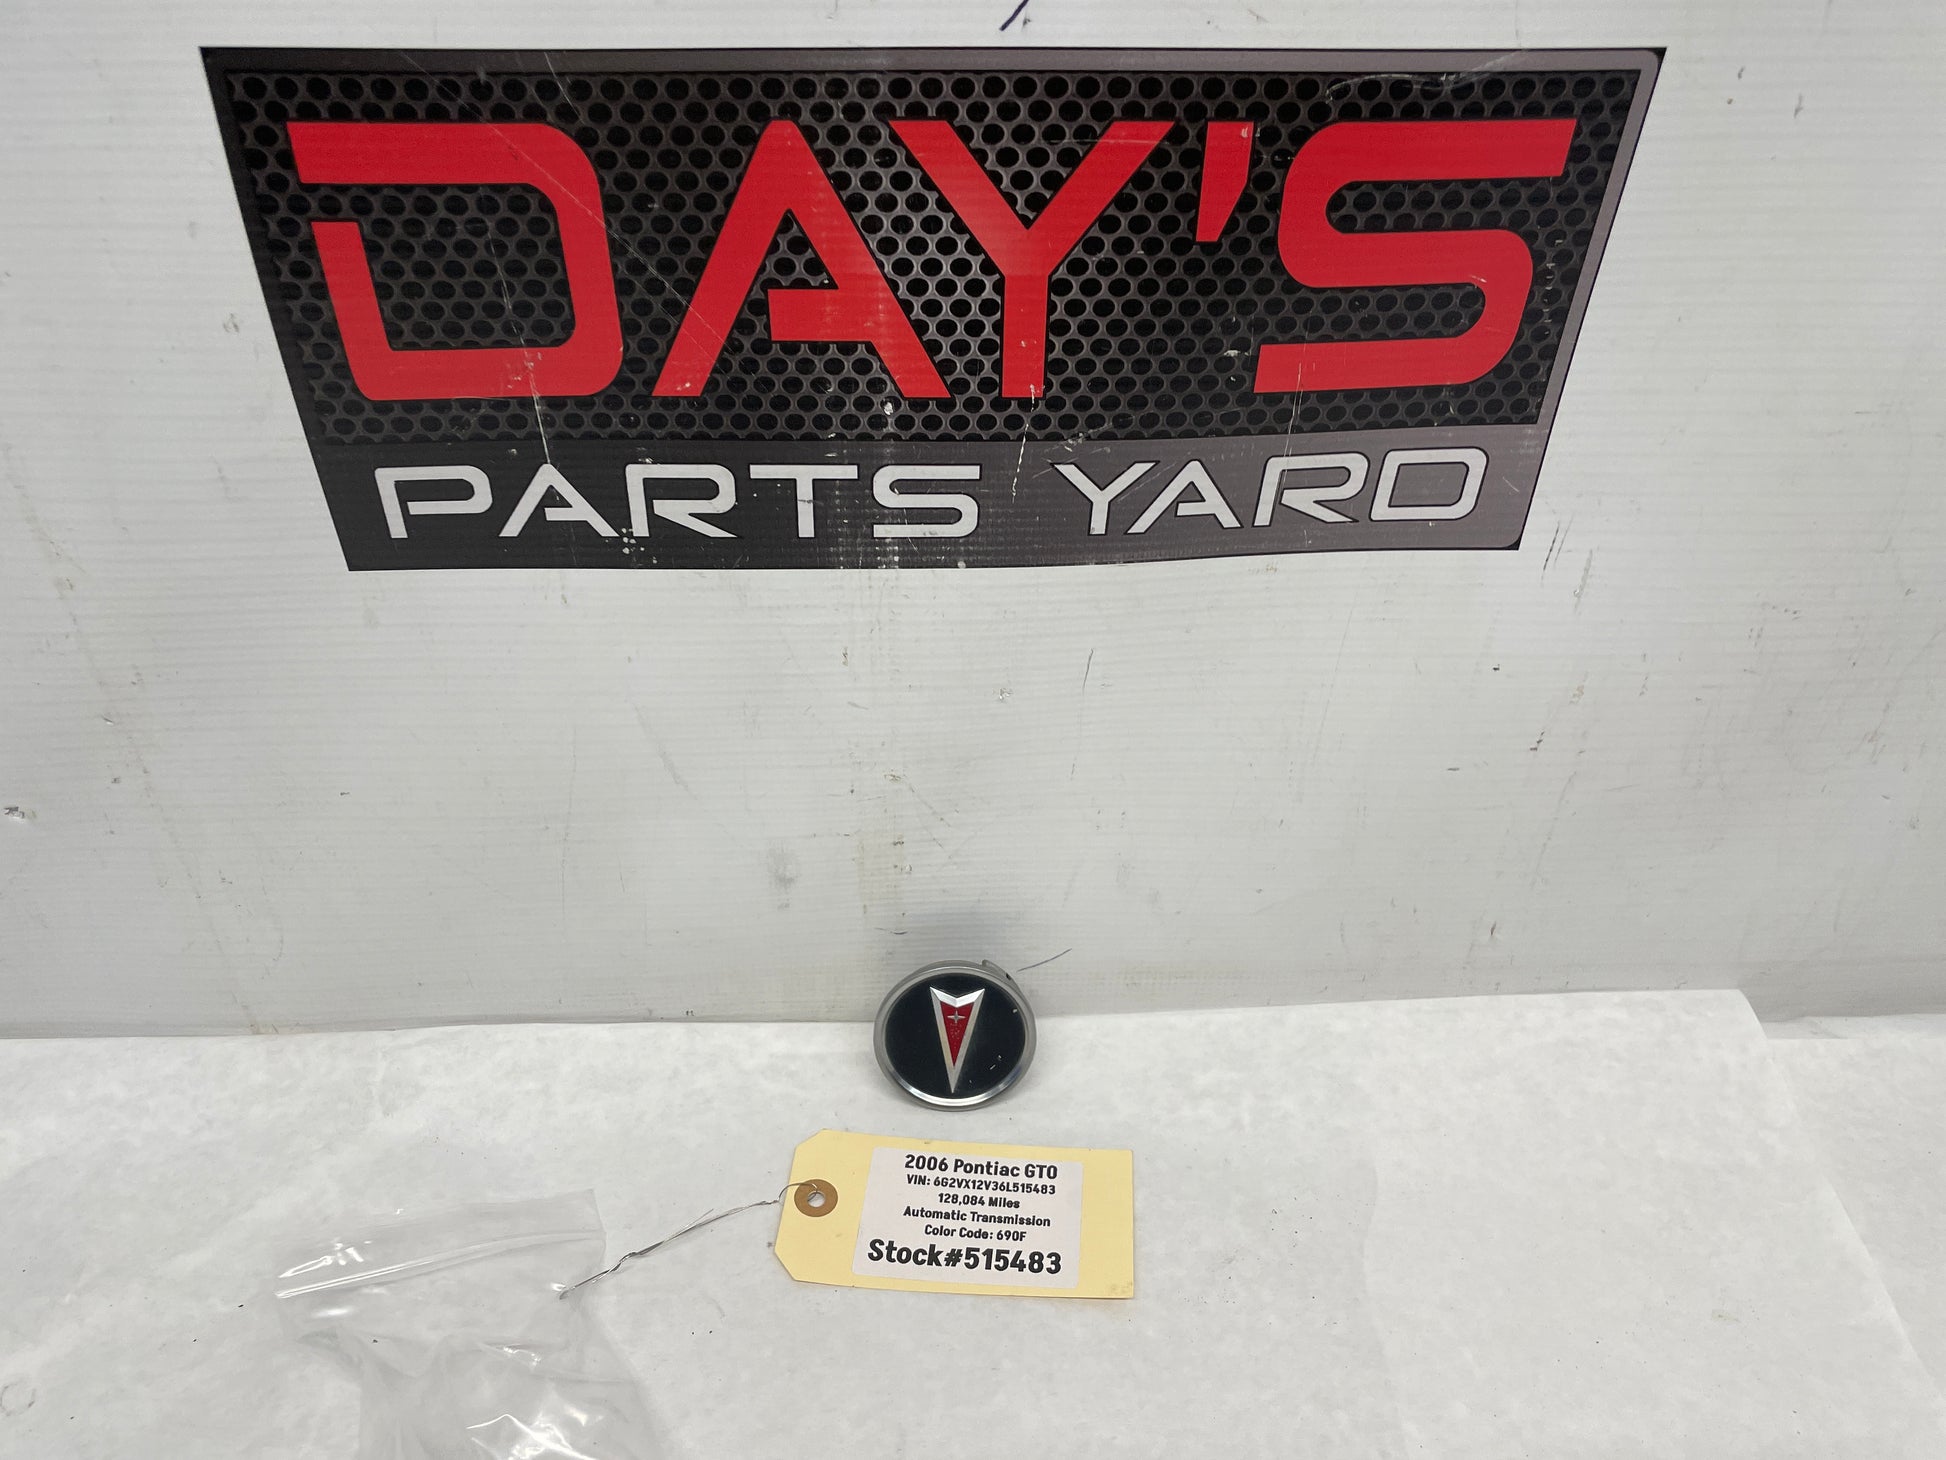 DAY'S
PARTS YARD
2006 Pontiac GTO
VIN: 6G2VX12V36L515483
128,084 Miles
Automatic Transmission
Color Code: 690F
Stock#515483